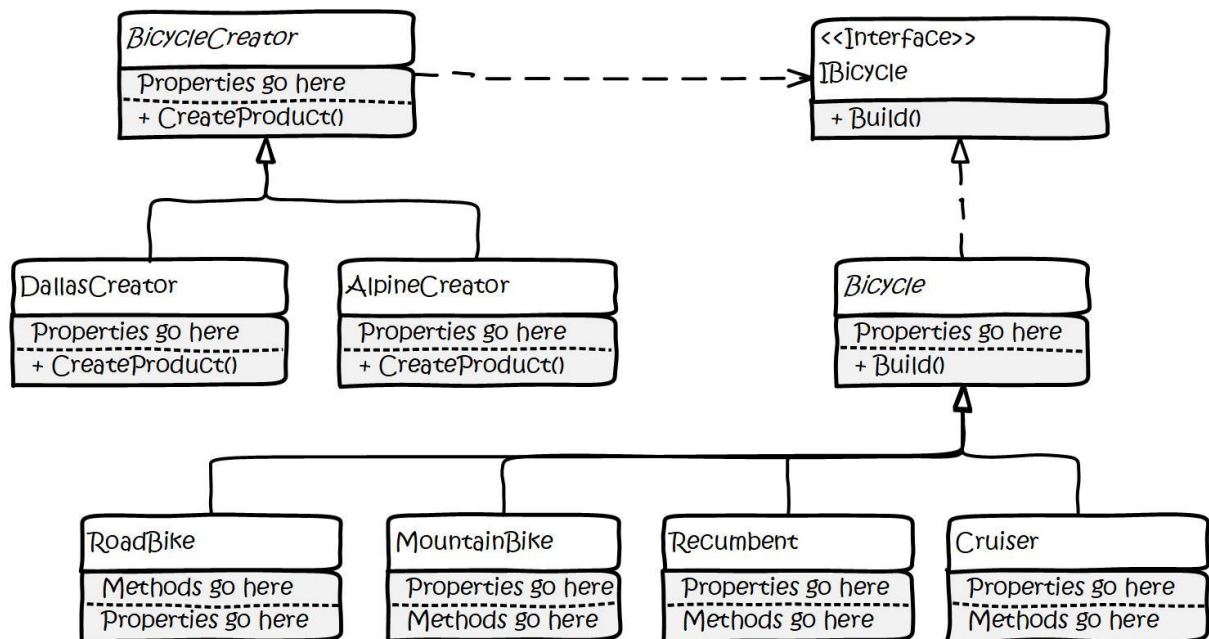 BicycleCreator
Properties go here
+ CreateProduct()
<<Interface>>
IBicycle
+ Build()
DallasCreator
Properties go here
+ CreateProduct()
AlpineCreator
Properties go here
+ CreateProduct()
Bicycle
Properties go here
+ Build()
RoadBike
Methods go here
Properties go here
MountainBike
Properties go here
Methods go here
Recumbent
Properties go here
Methods go here
Cruiser
Properties go here
Methods go here